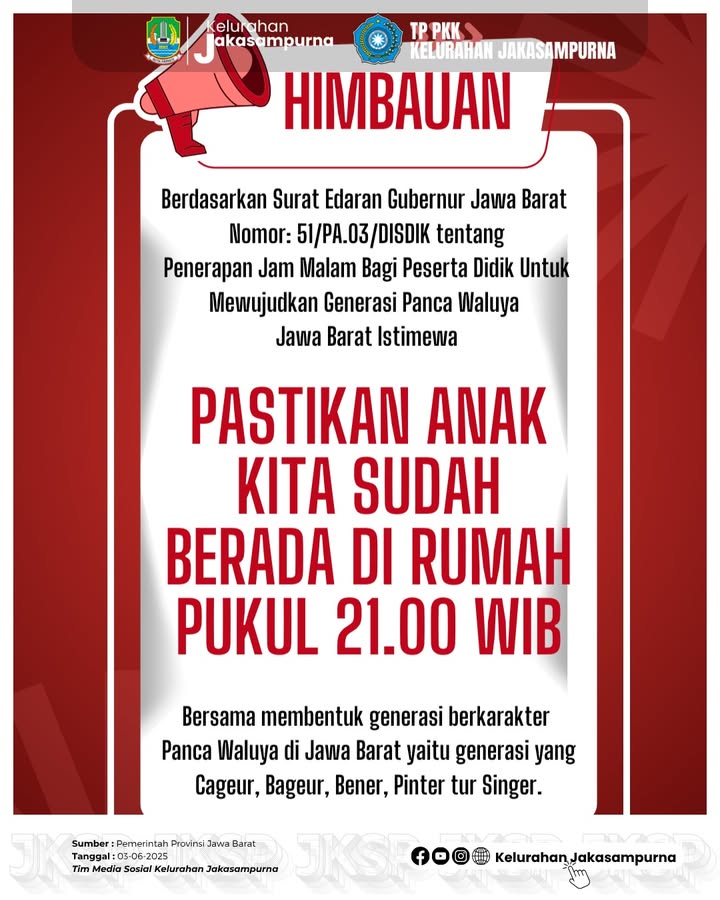 Kelurahan
Jakasampurna
TP PKK
KELURAHAN JAKASAMPURNA
HIMBAUAN
Berdasarkan Surat Edaran Gubernur Jawa Barat
Nomor: 51/PA.03/DISDIK tentang
Penerapan Jam Malam Bagi Peserta Didik Untuk
Mewujudkan Generasi Panca Waluya
Jawa Barat Istimewa
PASTIKAN ANAK
KITA SUDAH
BERADA DI RUMAH
PUKUL 21.00 WIB
Bersama membentuk generasi berkarakter
Panca Waluya di Jawa Barat yaitu generasi yang
Cageur, Bageur, Bener, Pinter tur Singer.
JKSP JKSP JKSP JKSP JKSP
Sumber : Pemerintah Provinsi Jawa Barat
Tanggal : 03-06-2025
Tim Media Sosial Kelurahan Jakasampurna
Kelurahan Jakasampurna